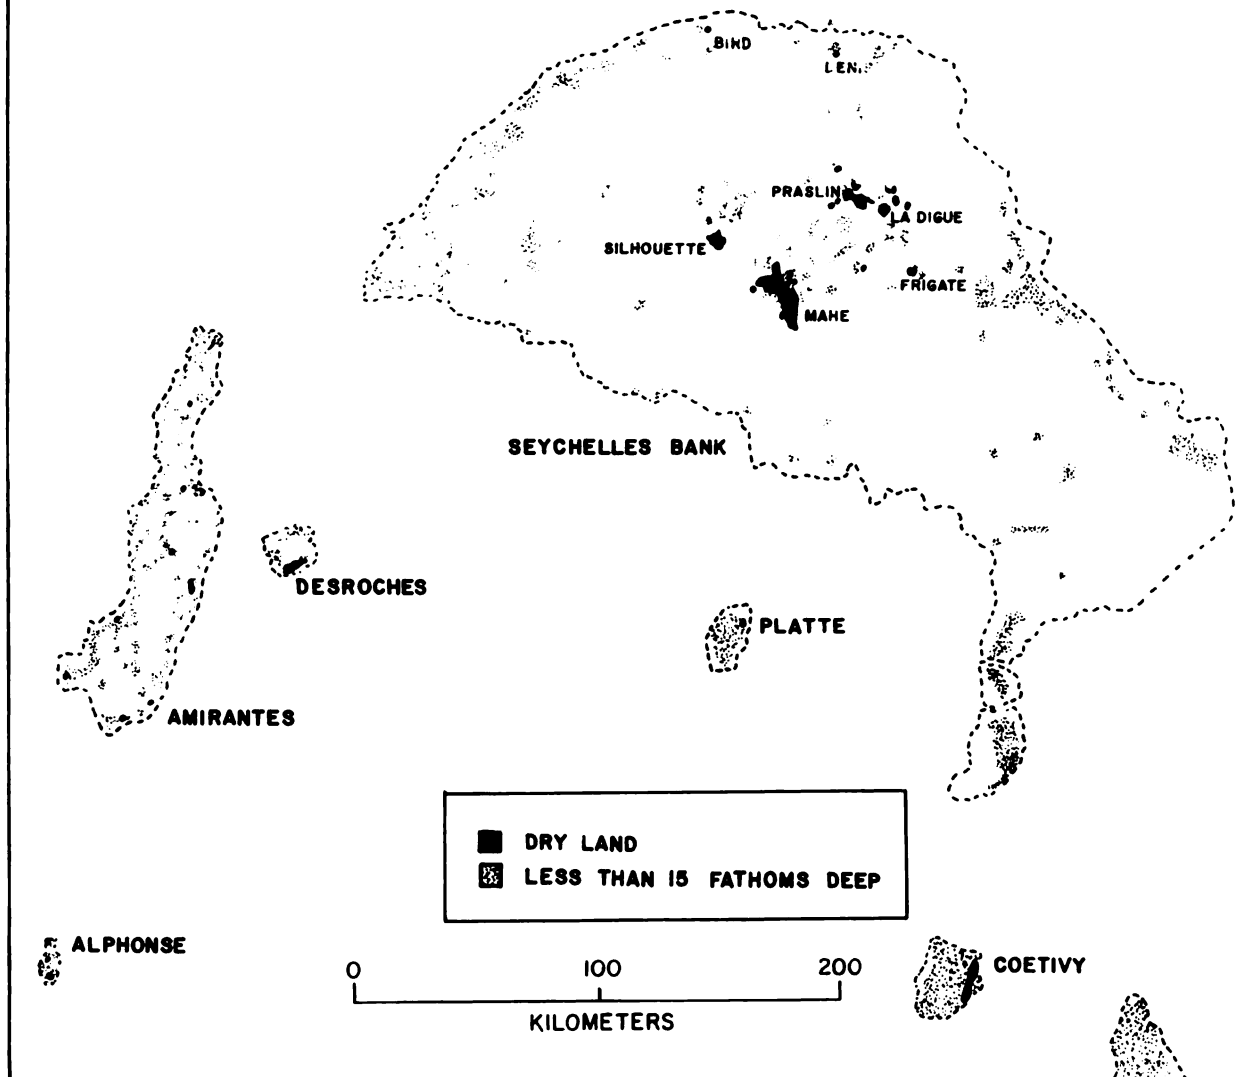 BIRD
PRASLIN
LA DIGUE
SILHOUETTE
FRIGATE
MAHE
SEYCHELLES BANK
DESROCHES
PLATTE
AMIRANTES
DRY LAND
LESS THAN 15 FATHOMS DEEP
ALPHONSE
0 100 200
COETIVY
KILOMETERS